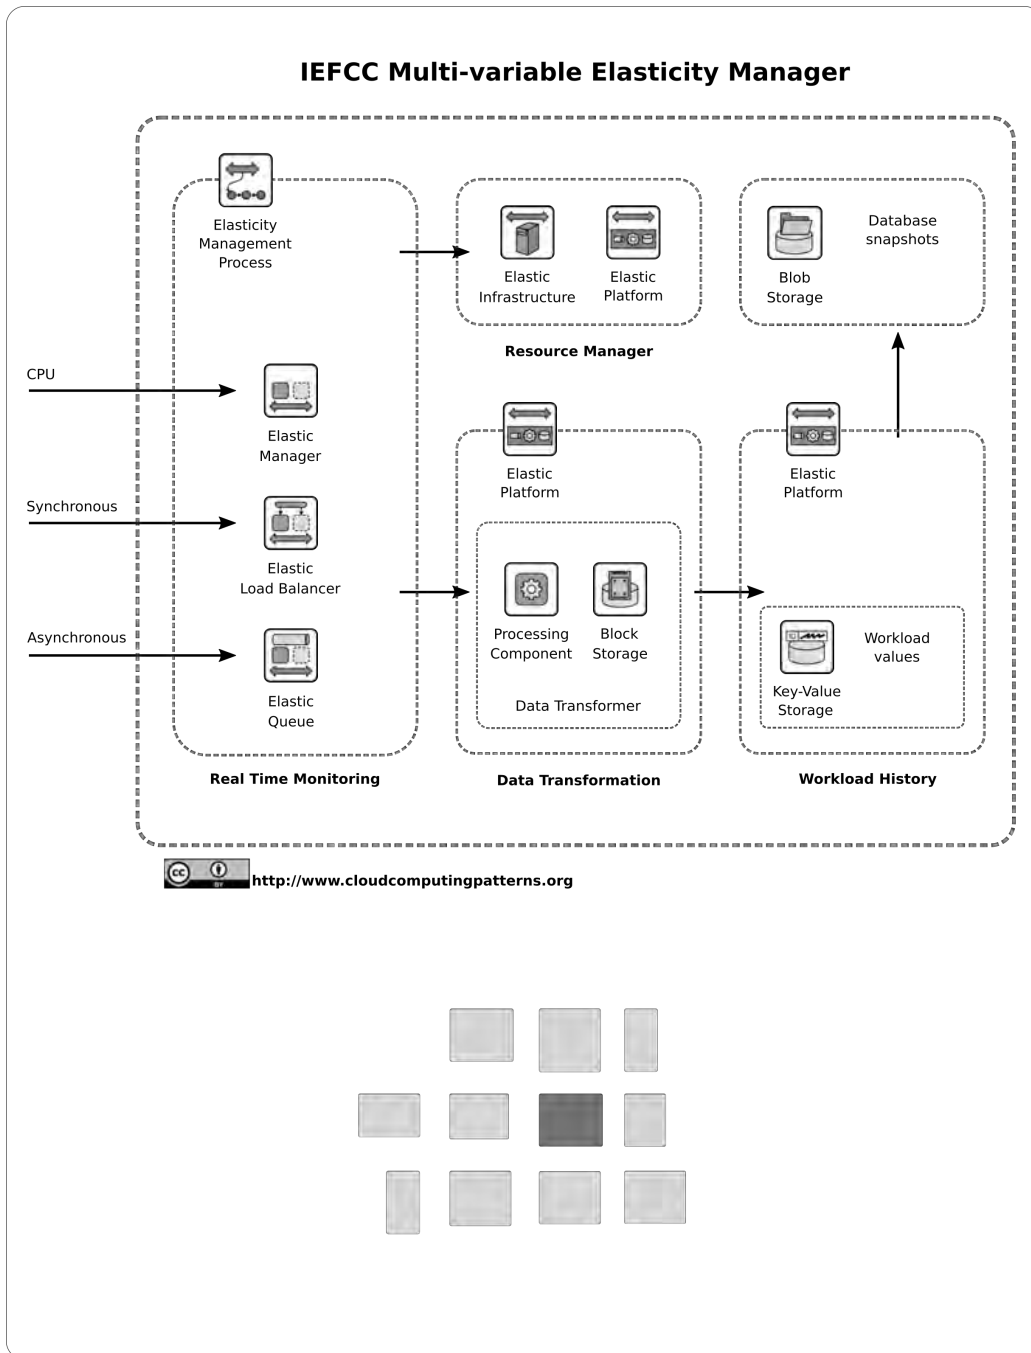 IEFCC Multi-variable Elasticity Manager
Elasticity
Management
Process
Elastic
Infrastructure
Elastic
Platform
Resource Manager
Blob
Storage
Database
snapshots
CPU
Elastic
Manager
Synchronous
Elastic
Load Balancer
Asynchronous
Elastic
Queue
Real Time Monitoring
Elastic
Platform
Processing
Component
Block
Storage
Data Transformer
Data Transformation
Elastic
Platform
Key-Value
Storage
Workload
values
Workload History
CC
BY
http://www.cloudcomputingpatterns.org